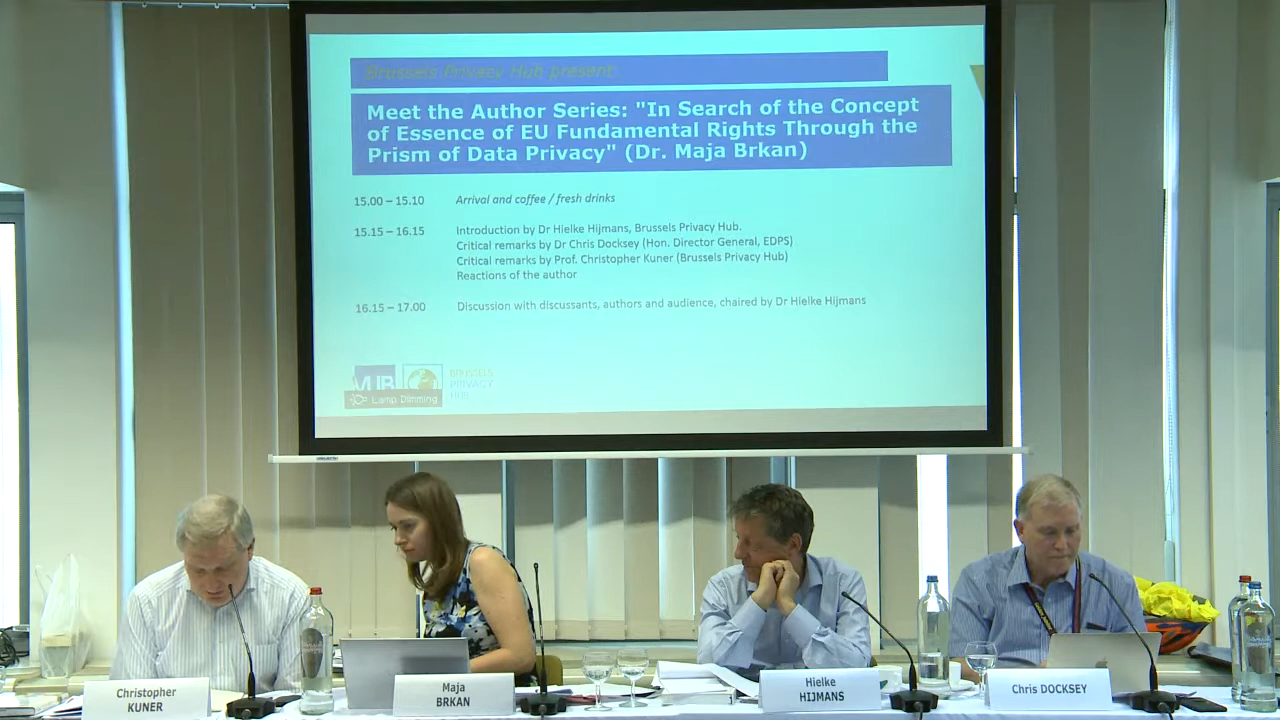 Brussels Privacy Hub present:
Meet the Author Series: "In Search of the Concept
of Essence of EU Fundamental Rights Through the
Prism of Data Privacy" (Dr. Maja Brkan)
15.00 – 15.10 Arrival and coffee / fresh drinks
15.15 – 16.15 Introduction by Dr Hielke Hijmans, Brussels Privacy Hub.
Critical remarks by Dr Chris Docksey (Hon. Director General, EDPS)
Critical remarks by Prof. Christopher Kuner (Brussels Privacy Hub)
Reactions of the author
16.15 – 17.00 Discussion with discussants, authors and audience, chaired by Dr Hielke Hijmans
VUB
BRUSSELS
PRIVACY
HUB
Lamp Dimming
Christopher
KUNER
Maja
BRKAN
Hielke
HIJMANS
Chris DOCKSEY